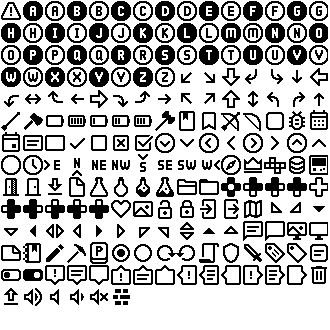 A A B B C C D D E E F F G G
H H I I J J K K L L M M N N O
O P P Q Q R R S S T T U U V V
W W X X Y Y Z Z
E N NE NW S SE SW W
P